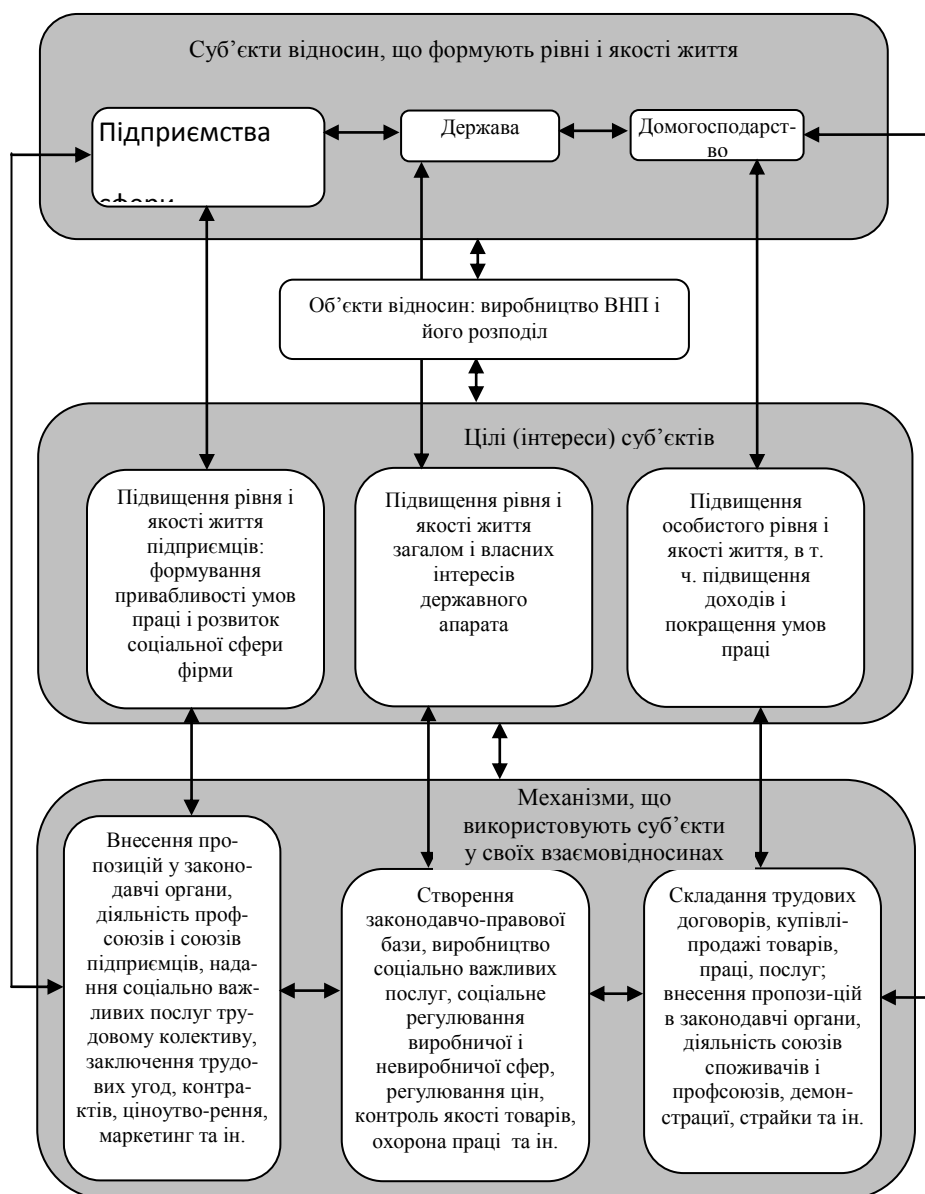 Суб’єкти відносин, що формують рівні і якості життя
Підприємства
Держава
Домогосподарст-
во
Об’єкти відносин: виробництво ВНП і
його розподіл
Цілі (інтереси) суб’єктів
Підвищення рівня і
якості життя
підприємців:
формування
привабливості умов
праці і розвиток
соціальної сфери
фірми
Підвищення рівня і
якості життя
загалом і власних
інтересів
державного
апарата
Підвищення
особистого рівня і
якості життя, в т.
ч. підвищення
доходів і
покращення умов
праці
Механізми, що
використовують суб’єкти
у своїх взаємовідносинах
Внесення про-
позицій у законо-
давчі органи,
діяльність проф-
союзів і союзів
підприємців, нада-
ння соціально важ-
ливих послуг тру-
довому колективу,
заключення трудо-
вих угод, контра-
ктів, ціноутво-рення,
маркетинг та ін.
Створення
законодавчо-правової
бази, виробництво
соціально важливих
послуг, соціальне
регулювання
виробничої і
невиробничої сфер,
регулювання цін,
контроль якості товарів,
охорона праці та ін.
Складання трудових
договорів, купівлі-
продажі товарів,
праці, послуг;
внесення пропози-цій
в законодавчі органи,
діяльність союзів
споживачів і
профсоюзів, демон-
страції, страйки та ін.